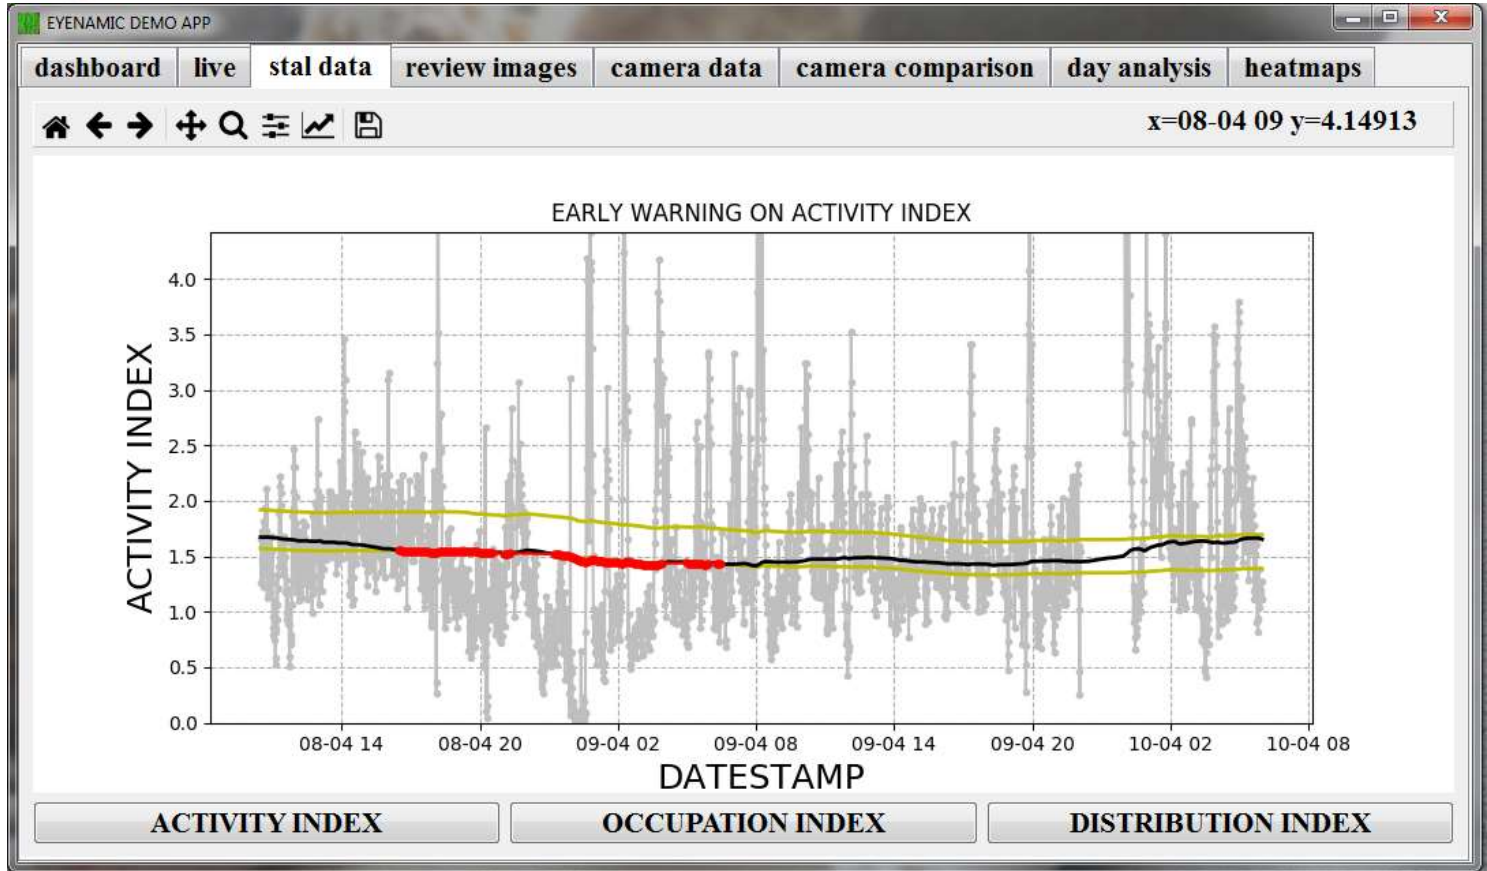 EYENAMIC DEMO APP
dashboard live stal data review images camera data camera comparison day analysis heatmaps
x=08-04 09 y=4.14913
EARLY WARNING ON ACTIVITY INDEX
ACTIVITY INDEX
4.0
3.5
3.0
2.5
2.0
1.5
1.0
0.5
0.0
08-04 14 08-04 20 09-04 02 09-04 08 09-04 14 09-04 20 10-04 02 10-04 08
DATESTAMP
ACTIVITY INDEX OCCUPATION INDEX DISTRIBUTION INDEX